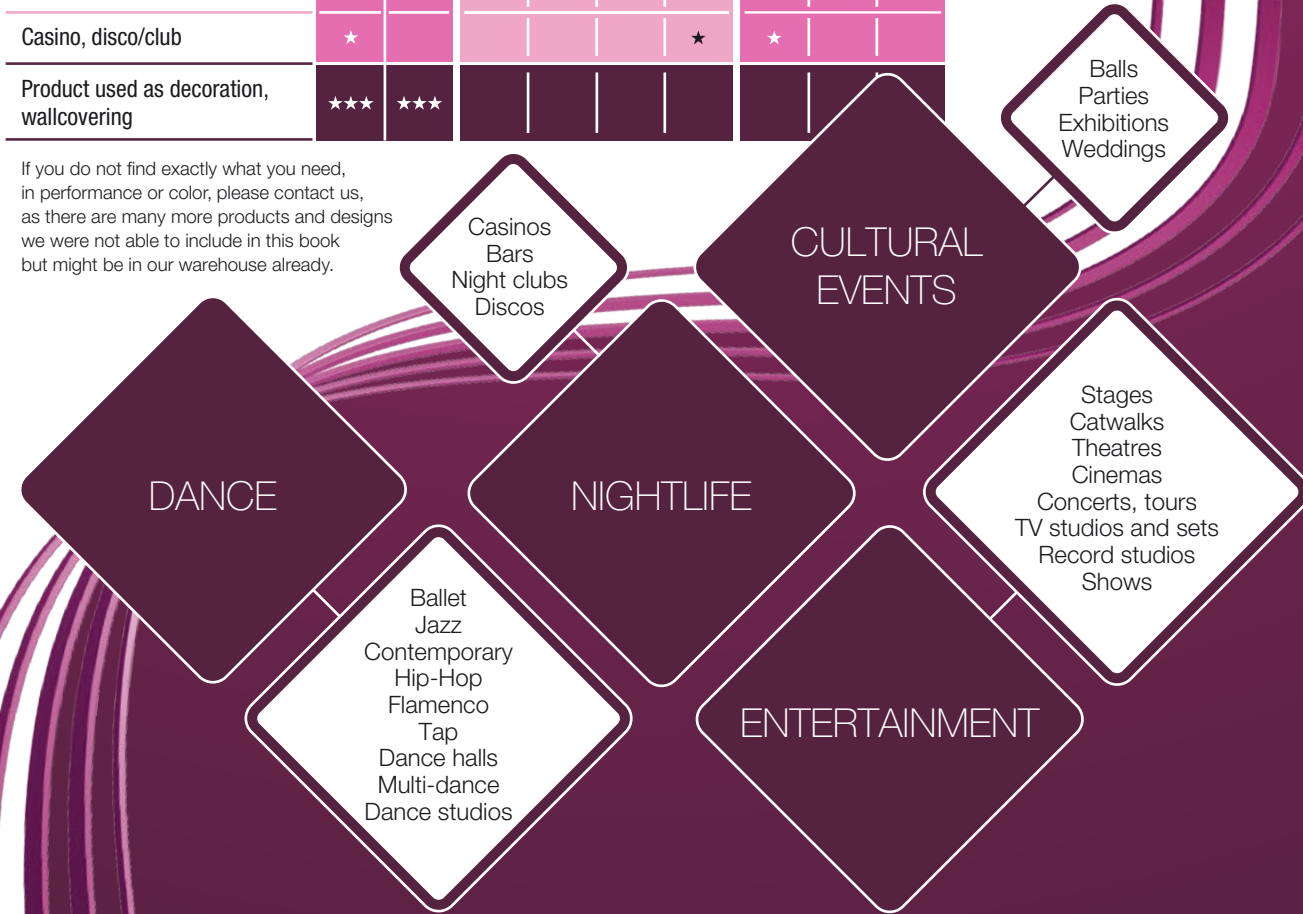 Casino, disco/club ★ ★ ★
Product used as decoration,
wallcovering ★★★ ★★★
If you do not find exactly what you need,
in performance or color, please contact us,
as there are many more products and designs
we were not able to include in this book
but might be in our warehouse already.
Balls
Parties
Exhibitions
Weddings
Casinos
Bars
Night clubs
Discos
CULTURAL
EVENTS
DANCE
NIGHTLIFE
Stages
Catwalks
Theatres
Cinemas
Concerts, tours
TV studios and sets
Record studios
Shows
Ballet
Jazz
Contemporary
Hip-Hop
Flamenco
Tap
Dance halls
Multi-dance
Dance studios
ENTERTAINMENT